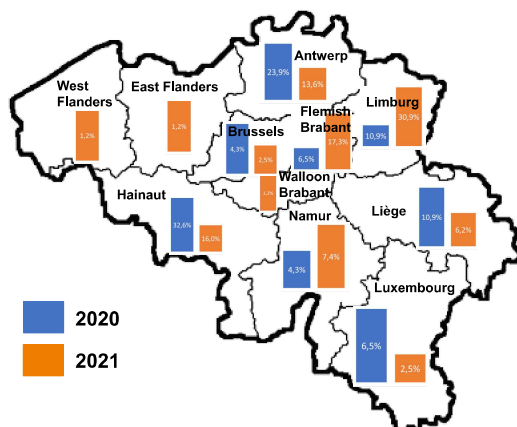 Antwerp
23,9%
13,6%
West
Flanders
1,2%
East Flanders
1,2%
Brussels
4,3%
2,5%
Flemish
Brabant
6,5%
17,3%
Limburg
10,9%
30,9%
Walloon
Brabant
1,2%
Hainaut
32,6%
16,0%
Namur
4,3%
7,4%
Liège
10,9%
6,2%
Luxembourg
6,5%
2,5%
2020
2021